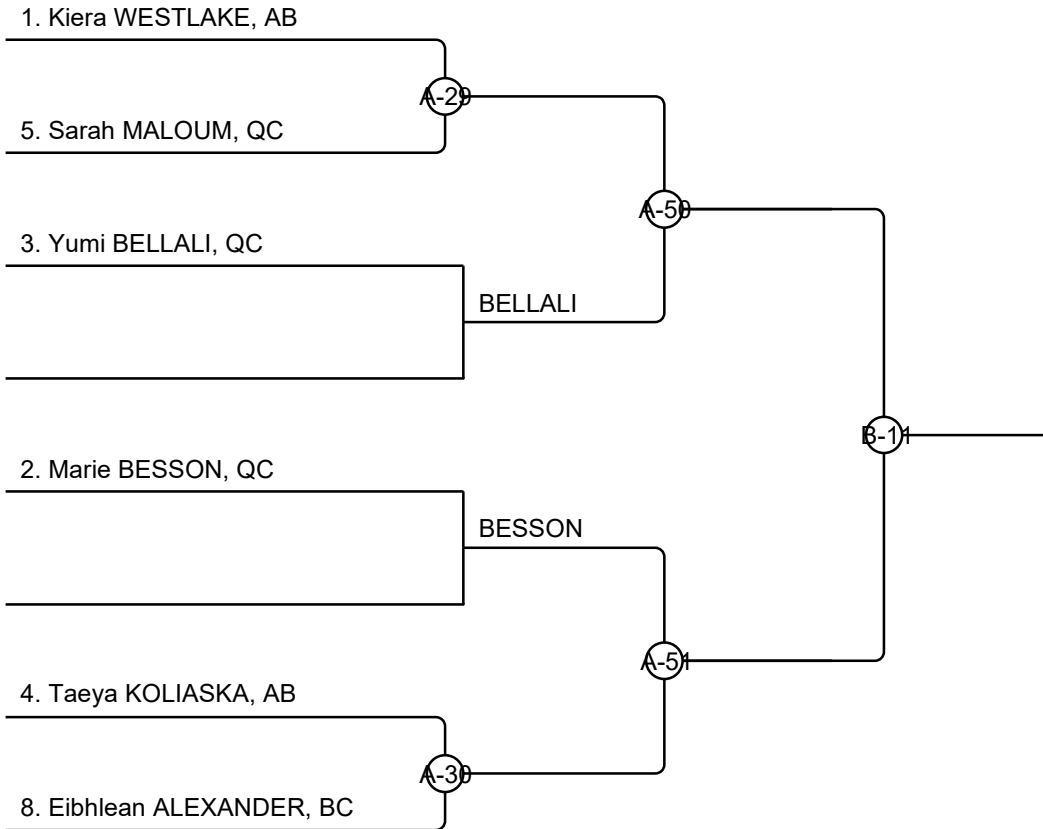 1. Kiera WESTLAKE, AB
A-29
5. Sarah MALOUM, QC
A-50
3. Yumi BELLALI, QC
BELLALI
B-11
2. Marie BESSON, QC
BESSON
A-51
4. Taeya KOLIASKA, AB
A-30
8. Eibhlean ALEXANDER, BC